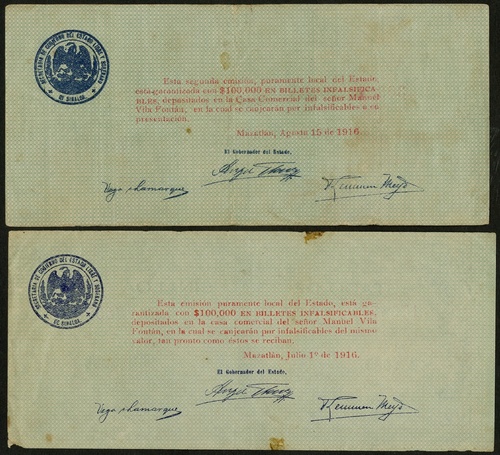 SECRETARIA DE GOBIERNO DEL ESTADO LIBRE Y SOBERANO
DE SINALOA
Esta segunda emisión, puramente local del Estado
está garantizada con $100,000 EN BILLETES INFALSIFICA-
BLES, depositados en la Casa Comercial del señor Manuel
Vila Fontán, en la cual se canjearán por infalsificables a su
presentación.
Mazatlán, Agosto 15 de 1916.
El Gobernador del Estado,
SECRETARIA DE GOBIERNO DEL ESTADO LIBRE Y SOBERANO
DE SINALOA
Esta emisión puramente local del Estado, está ga-
rantizada con $100,000 EN BILLETES INFALSIFICABLES,
depositados en la casa comercial del señor Manuel Vila
Fontán, en la cual se canjearán por infalsificables del mismo
valor, tan pronto como éstos se reciban.
Mazatlán, Julio 1º de 1916.
El Gobernador del Estado,